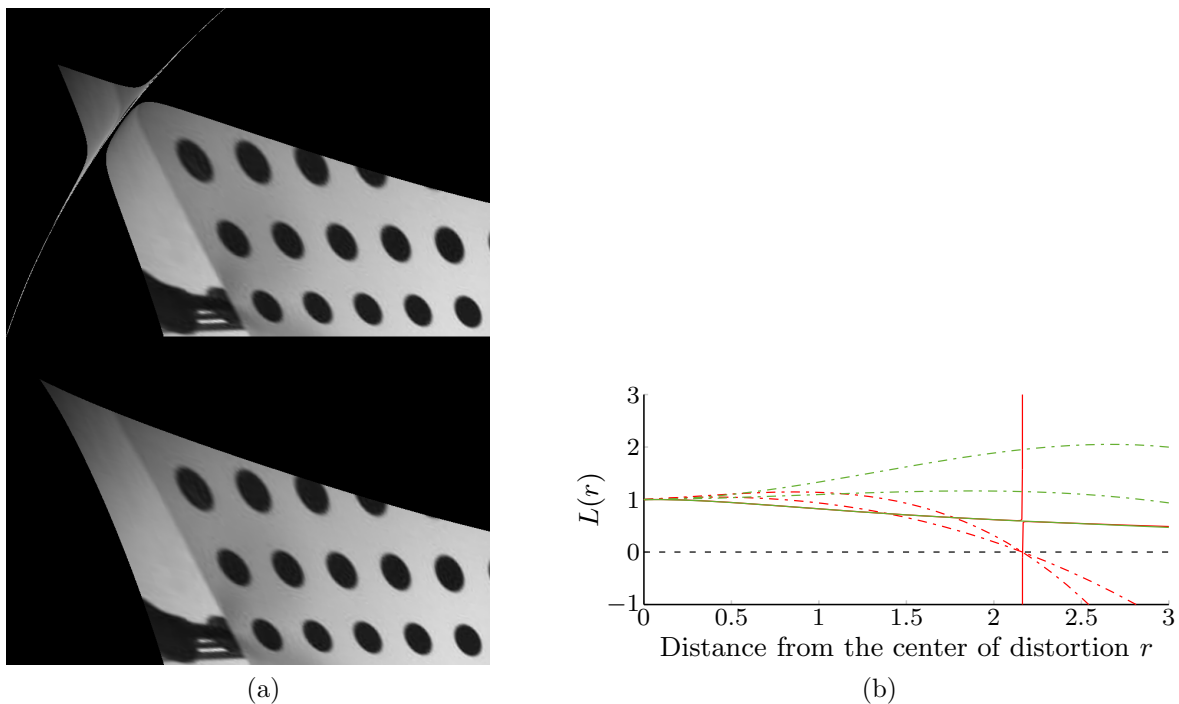 3
2
1
0
−1
L(r)
0 0.5 1 1.5 2 2.5 3
Distance from the center of distortion r
(a) (b)